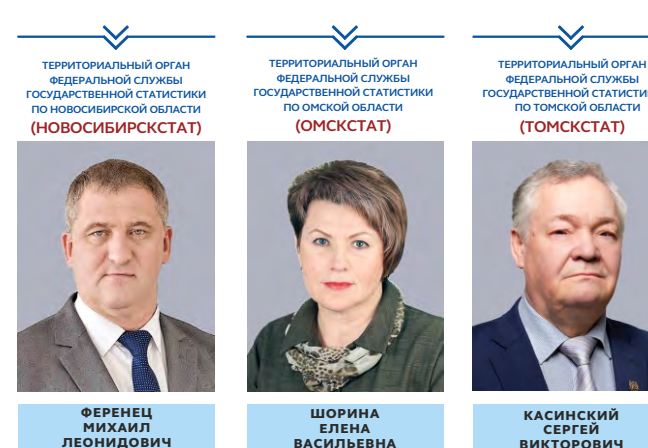 ТЕРРИТОРИАЛЬНЫЙ ОРГАН
ФЕДЕРАЛЬНОЙ СЛУЖБЫ
ГОСУДАРСТВЕННОЙ СТАТИСТИКИ
ПО НОВОСИБИРСКОЙ ОБЛАСТИ
(НОВОСИБИРСКСТАТ)
ФЕРЕНЕЦ
МИХАИЛ
ЛЕОНИДОВИЧ
ТЕРРИТОРИАЛЬНЫЙ ОРГАН
ФЕДЕРАЛЬНОЙ СЛУЖБЫ
ГОСУДАРСТВЕННОЙ СТАТИСТИКИ
ПО ОМСКОЙ ОБЛАСТИ
(ОМСКСТАТ)
ШОРИНА
ЕЛЕНА
ВАСИЛЬЕВНА
ТЕРРИТОРИАЛЬНЫЙ ОРГАН
ФЕДЕРАЛЬНОЙ СЛУЖБЫ
ГОСУДАРСТВЕННОЙ СТАТИСТИ
ПО ТОМСКОЙ ОБЛАСТИ
(ТОМСКСТАТ)
КАСИНСКИЙ
СЕРГЕЙ
ВИКТОРОВИЧ